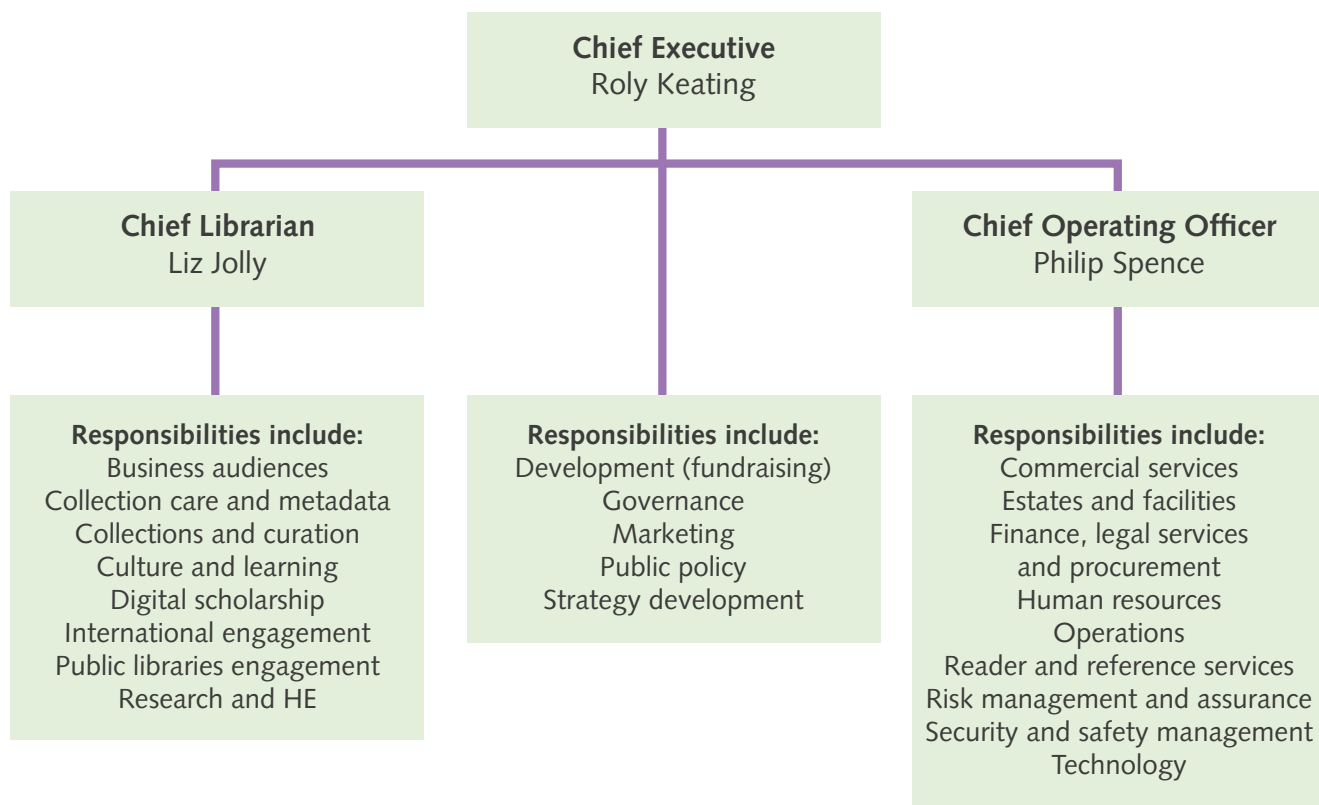 Chief Executive
Roly Keating
Chief Librarian
Liz Jolly
Chief Operating Officer
Philip Spence
Responsibilities include:
Business audiences
Collection care and metadata
Collections and curation
Culture and learning
Digital scholarship
International engagement
Public libraries engagement
Research and HE
Responsibilities include:
Development (fundraising)
Governance
Marketing
Public policy
Strategy development
Responsibilities include:
Commercial services
Estates and facilities
Finance, legal services
and procurement
Human resources
Operations
Reader and reference services
Risk management and assurance
Security and safety management
Technology